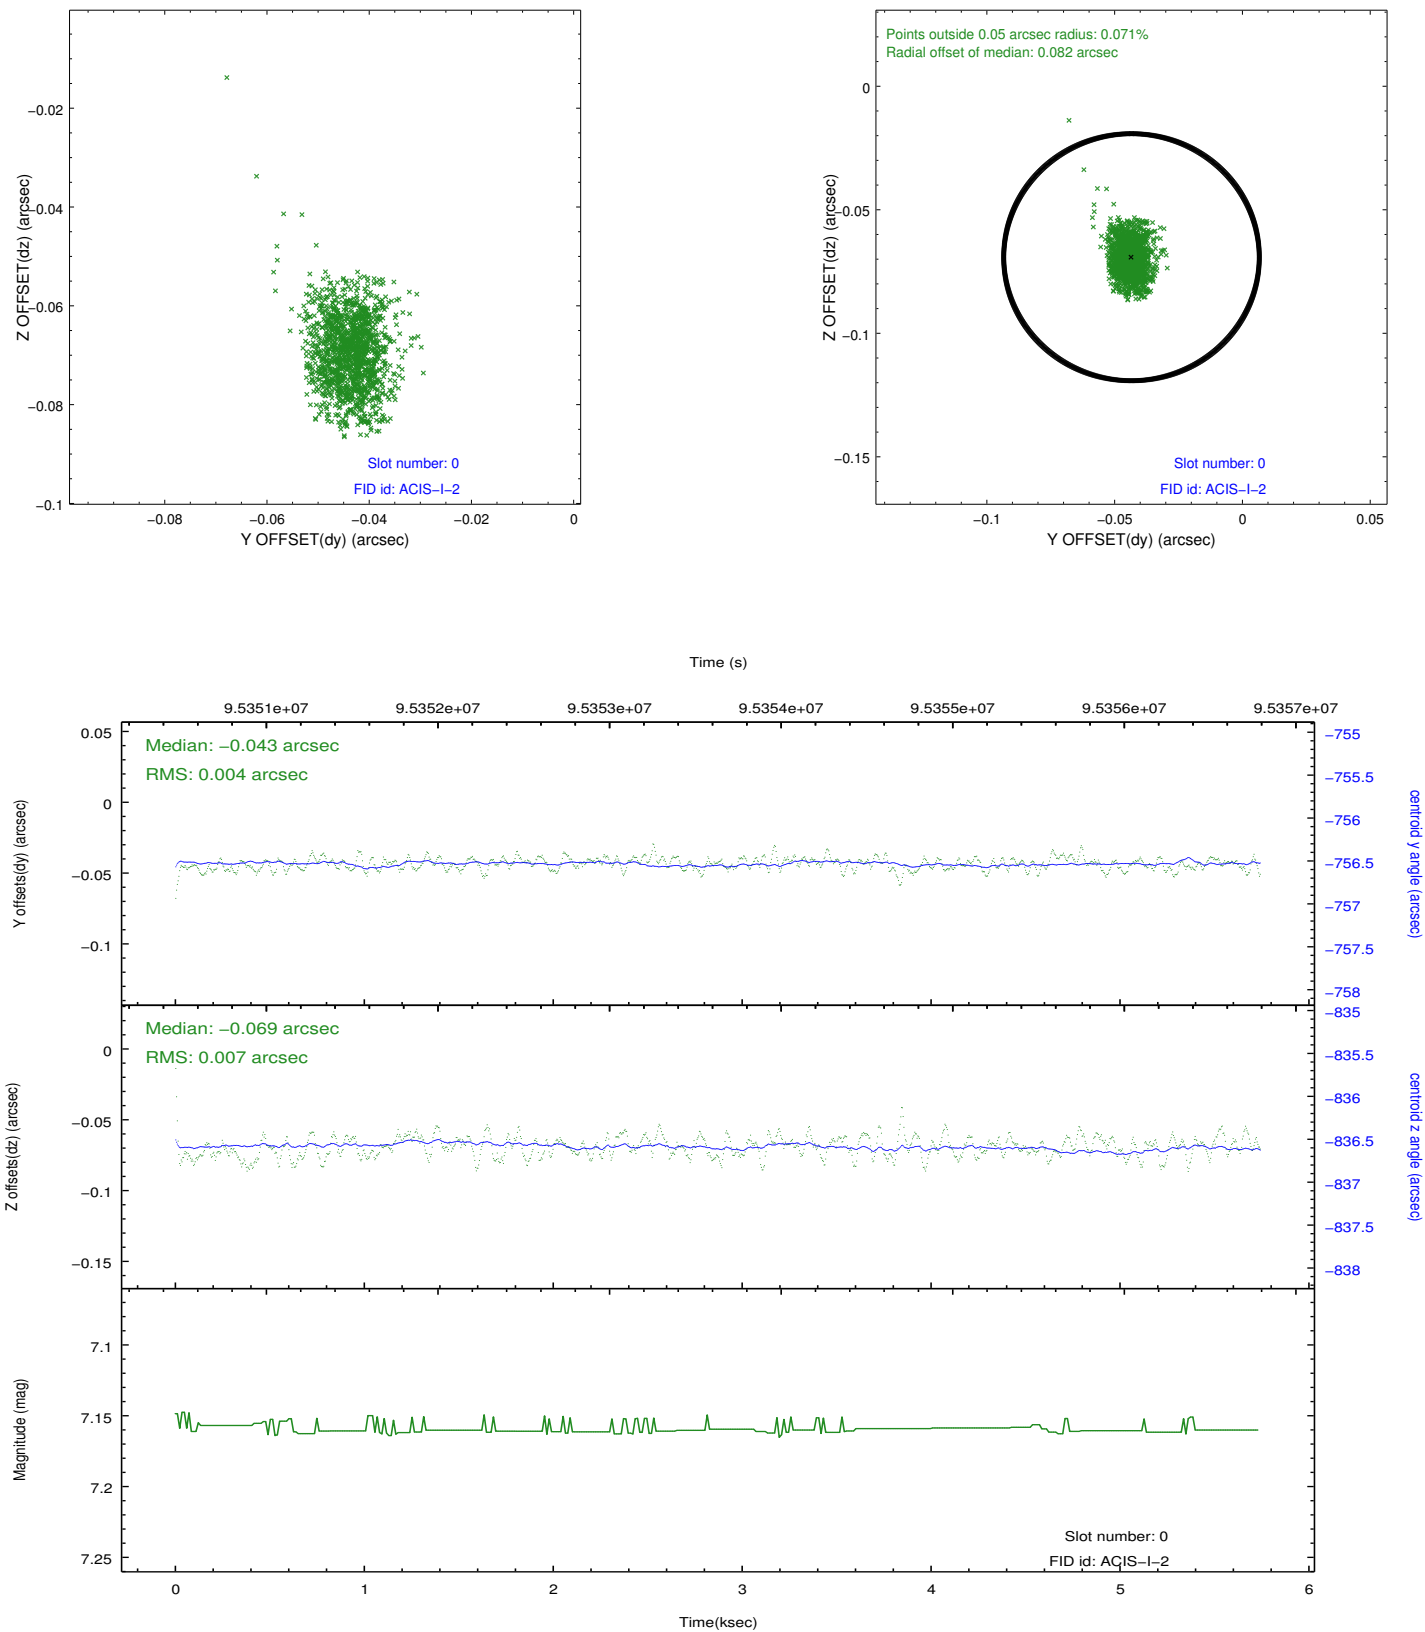 −0.02
−0.04
−0.06
−0.08
−0.1
Z OFFSET(dz) (arcsec)
Slot number: 0
FID id: ACIS−I−2
−0.08
−0.06
−0.04
−0.02
0
Y OFFSET(dy) (arcsec)
Points outside 0.05 arcsec radius: 0.071%
Radial offset of median: 0.082 arcsec
0
−0.05
−0.1
−0.15
Z OFFSET(dz) (arcsec)
Slot number: 0
FID id: ACIS−I−2
−0.1
−0.05
0
0.05
Y OFFSET(dy) (arcsec)
Time (s)
9.5351e+07
9.5352e+07
9.5353e+07
9.5354e+07
9.5355e+07
9.5356e+07
9.5357e+07
Median: −0.043 arcsec
RMS: 0.004 arcsec
0.05
0
−0.05
−0.1
Y offsets(dy) (arcsec)
−755
−755.5
−756
−756.5
−757
−757.5
−758
centroid y angle (arcsec)
Median: −0.069 arcsec
RMS: 0.007 arcsec
0
−0.05
−0.1
−0.15
Z offsets(dz) (arcsec)
−835
−835.5
−836
−836.5
−837
−837.5
−838
centroid z angle (arcsec)
7.1
7.15
7.2
7.25
Magnitude (mag)
Slot number: 0
FID id: ACIS−I−2
0
1
2
3
4
5
6
Time(ksec)